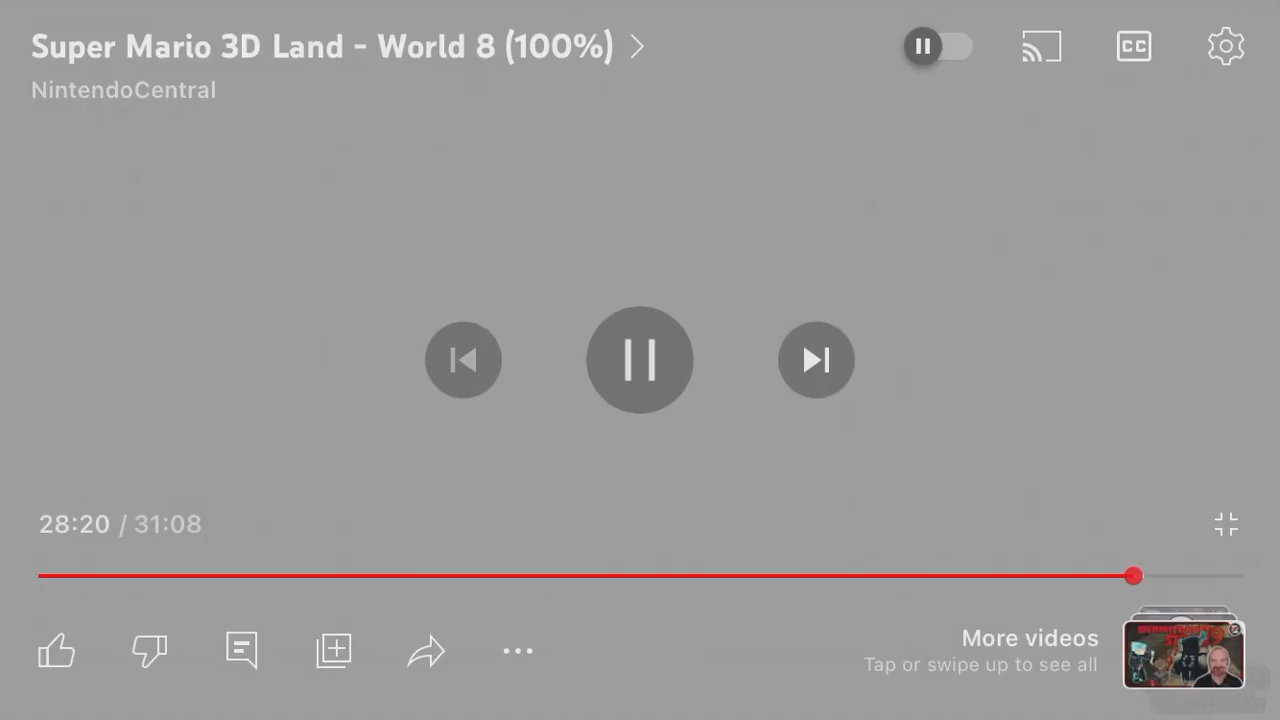 Super Mario 3D Land - World 8 (100%)
NintendoCentral
CC
28:20 / 31:08
More videos
Tap or swipe up to see all